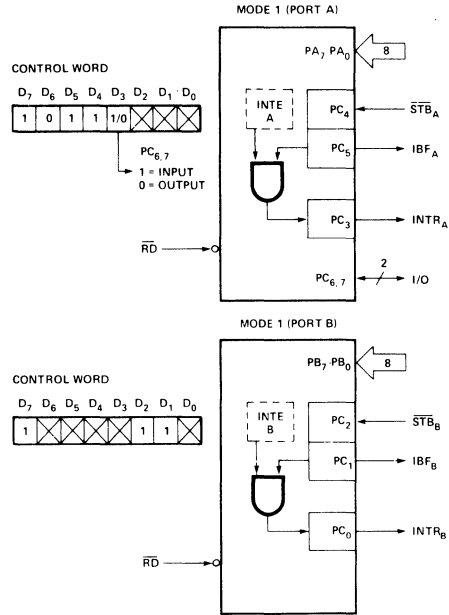 MODE 1 (PORT A)
PA7 PA0
8
CONTROL WORD
D7 D6 D5 D4 D3 D2 D1 D0
1 0 1 1 1/0
PC6, 7
1 = INPUT
0 = OUTPUT
INTE
A
PC4
STBA
PC5
IBFA
PC3
INTRA
RD
PC6, 7
2
I/O
MODE 1 (PORT B)
PB7 PB0
8
CONTROL WORD
D7 D6 D5 D4 D3 D2 D1 D0
1 1 1
INTE
B
PC2
STBB
PC1
IBFB
PC0
INTRB
RD